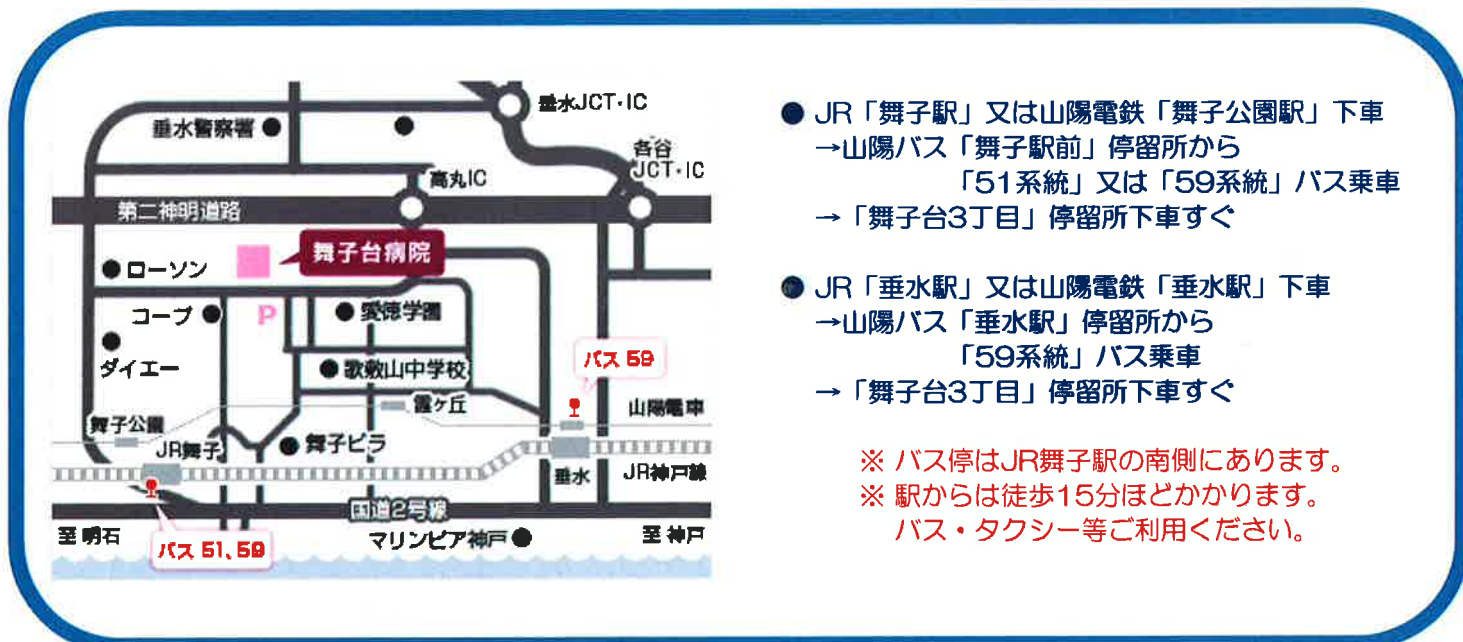 垂水JCT・IC
垂水警察署
各谷
JCT・IC
高丸IC
第二神明道路
舞子台病院
ローソン
コープ
P
愛徳学園
ダイエー
歌敷山中学校
バス 59
霞ヶ丘
山陽電車
舞子公園
JR舞子
舞子ビラ
垂水
JR神戸線
国道2号線
至 明石
バス 51、59
マリンピア神戸
至 神戸
● JR「舞子駅」又は山陽電鉄「舞子公園駅」下車
→山陽バス「舞子駅前」停留所から
「51系統」又は「59系統」バス乗車
→「舞子台3丁目」停留所下車すぐ
● JR「垂水駅」又は山陽電鉄「垂水駅」下車
→山陽バス「垂水駅」停留所から
「59系統」バス乗車
→「舞子台3丁目」停留所下車すぐ
※ バス停はJR舞子駅の南側にあります。
※ 駅からは徒歩15分ほどかかります。
バス・タクシー等ご利用ください。